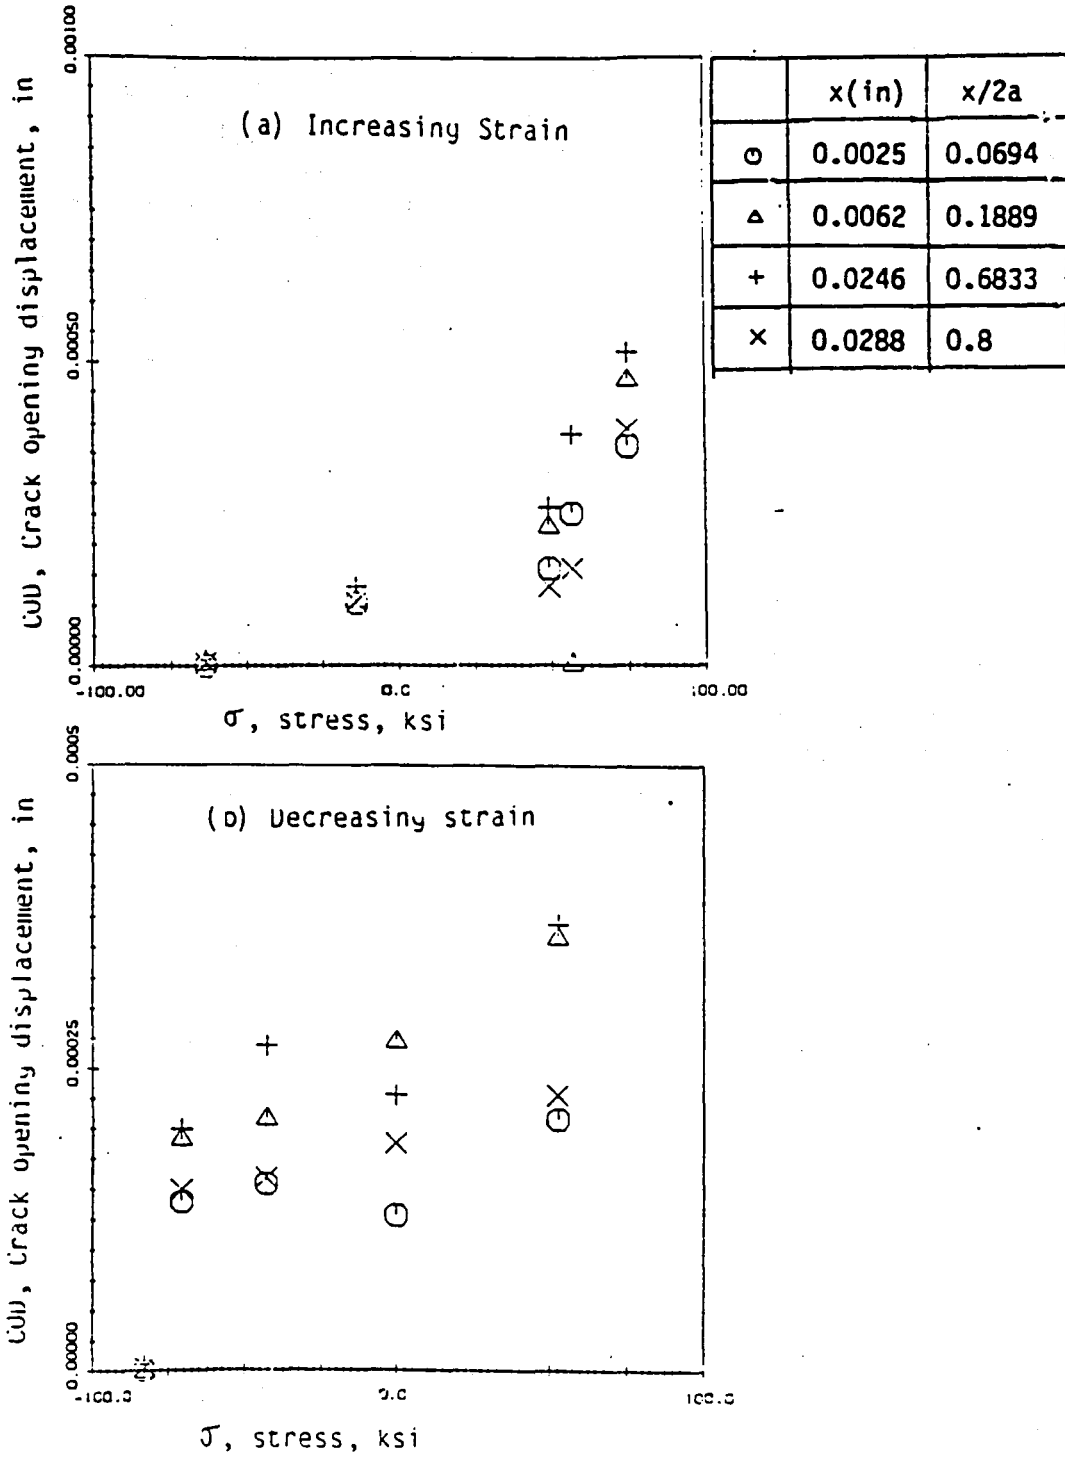 0.00100
0.00050
0.00000
COD, Crack opening displacement, in
(a) Increasing Strain
-100.00 0.0 100.00
σ, stress, ksi
x(in) x/2a
0.0025 0.0694
0.0062 0.1889
+ 0.0246 0.6833
× 0.0288 0.8
0.0005
0.00025
0.00000
COD, Crack opening displacement, in
(b) Decreasing strain
-100.0 0.0 100.0
σ, stress, ksi